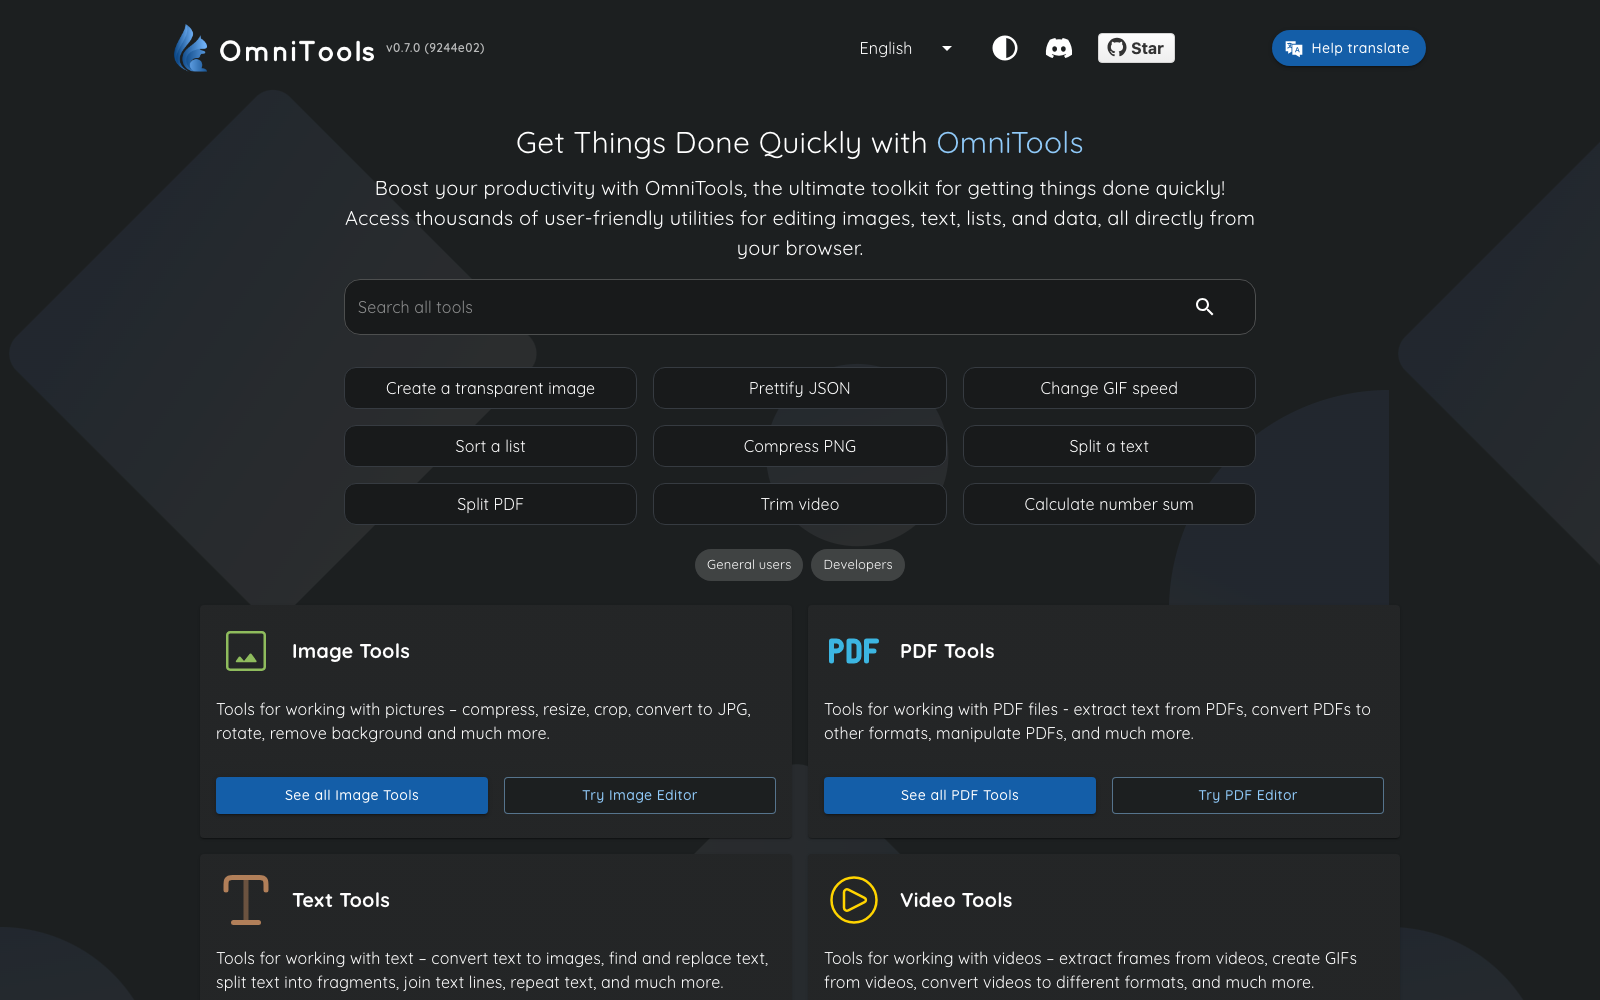 OmniTools v0.7.0 (9244e02)
English
Star
Help translate
Get Things Done Quickly with OmniTools
Boost your productivity with OmniTools, the ultimate toolkit for getting things done quickly!
Access thousands of user-friendly utilities for editing images, text, lists, and data, all directly from
your browser.
Search all tools
Create a transparent image
Prettify JSON
Change GIF speed
Sort a list
Compress PNG
Split a text
Split PDF
Trim video
Calculate number sum
General users
Developers
Image Tools
Tools for working with pictures – compress, resize, crop, convert to JPG,
rotate, remove background and much more.
See all Image Tools
Try Image Editor
PDF
PDF Tools
Tools for working with PDF files - extract text from PDFs, convert PDFs to
other formats, manipulate PDFs, and much more.
See all PDF Tools
Try PDF Editor
Text Tools
Tools for working with text – convert text to images, find and replace text,
split text into fragments, join text lines, repeat text, and much more.
Video Tools
Tools for working with videos – extract frames from videos, create GIFs
from videos, convert videos to different formats, and much more.